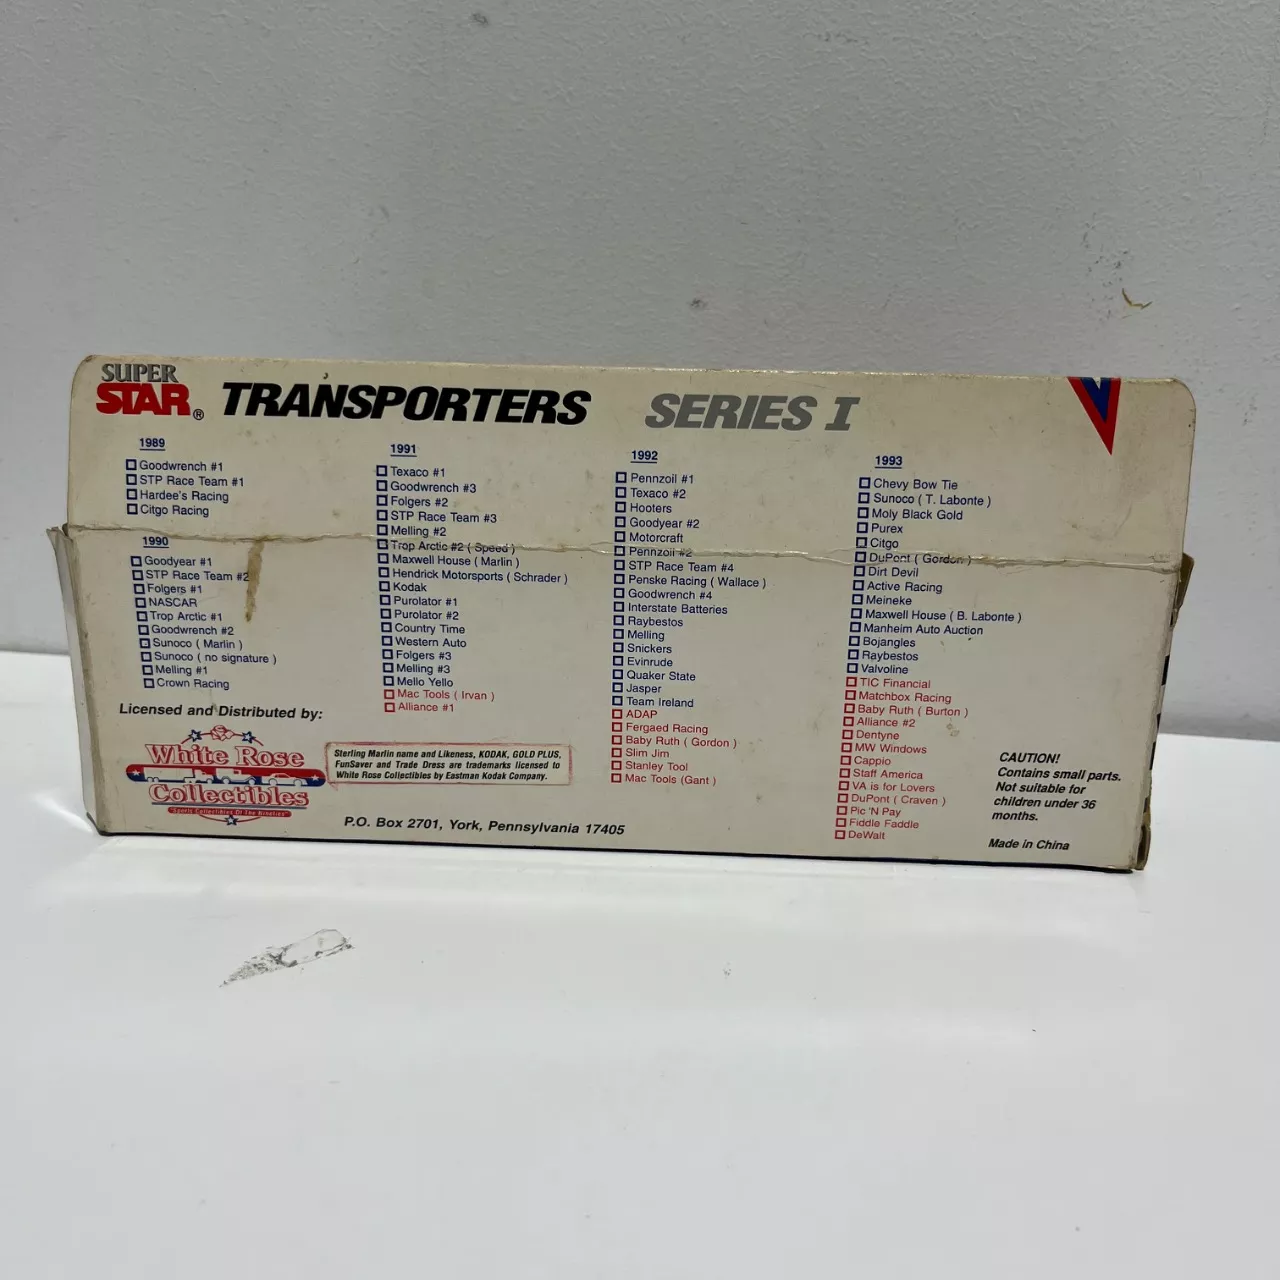 SUPER
STAR® TRANSPORTERS SERIES I
1989
Goodwrench #1
STP Race Team #1
Hardee's Racing
Citgo Racing
1990
Goodyear #1
STP Race Team #2
Folgers #1
NASCAR
Trop Arctic #1
Goodwrench #2
Sunoco ( Marlin )
Sunoco ( no signature )
Melling #1
Crown Racing
1991
Texaco #1
Goodwrench #3
Folgers #2
STP Race Team #3
Melling #2
Trop Arctic #2 ( Speed )
Maxwell House ( Marlin )
Hendrick Motorsports ( Schrader )
Kodak
Purolator #1
Purolator #2
Country Time
Western Auto
Folgers #3
Melling #3
Mello Yello
Mac Tools ( Irvan )
Alliance #1
1992
Pennzoil #1
Texaco #2
Hooters
Goodyear #2
Motorcraft
Pennzoil #2
STP Race Team #4
Penske Racing ( Wallace )
Goodwrench #4
Interstate Batteries
Raybestos
Melling
Snickers
Evinrude
Quaker State
Jasper
Team Ireland
ADAP
Fergaed Racing
Baby Ruth ( Gordon )
Slim Jim
Stanley Tool
Mac Tools (Gant )
1993
Chevy Bow Tie
Sunoco ( T. Labonte )
Moly Black Gold
Purex
Citgo
DuPont ( Gordon )
Dirt Devil
Active Racing
Meineke
Maxwell House ( B. Labonte )
Manheim Auto Auction
Bojangles
Raybestos
Valvoline
TIC Financial
Matchbox Racing
Baby Ruth ( Burton )
Alliance #2
Dentyne
MW Windows
Cappio
Staff America
VA is for Lovers
DuPont ( Craven )
Pic 'N Pay
Fiddle Faddle
DeWalt
Licensed and Distributed by:
White Rose
Collectibles
"Sports Collectibles Of The Nineties"
Sterling Marlin name and Likeness, KODAK, GOLD PLUS,
FunSaver and Trade Dress are trademarks licensed to
White Rose Collectibles by Eastman Kodak Company.
P.O. Box 2701, York, Pennsylvania 17405
CAUTION!
Contains small parts.
Not suitable for
children under 36
months.
Made in China